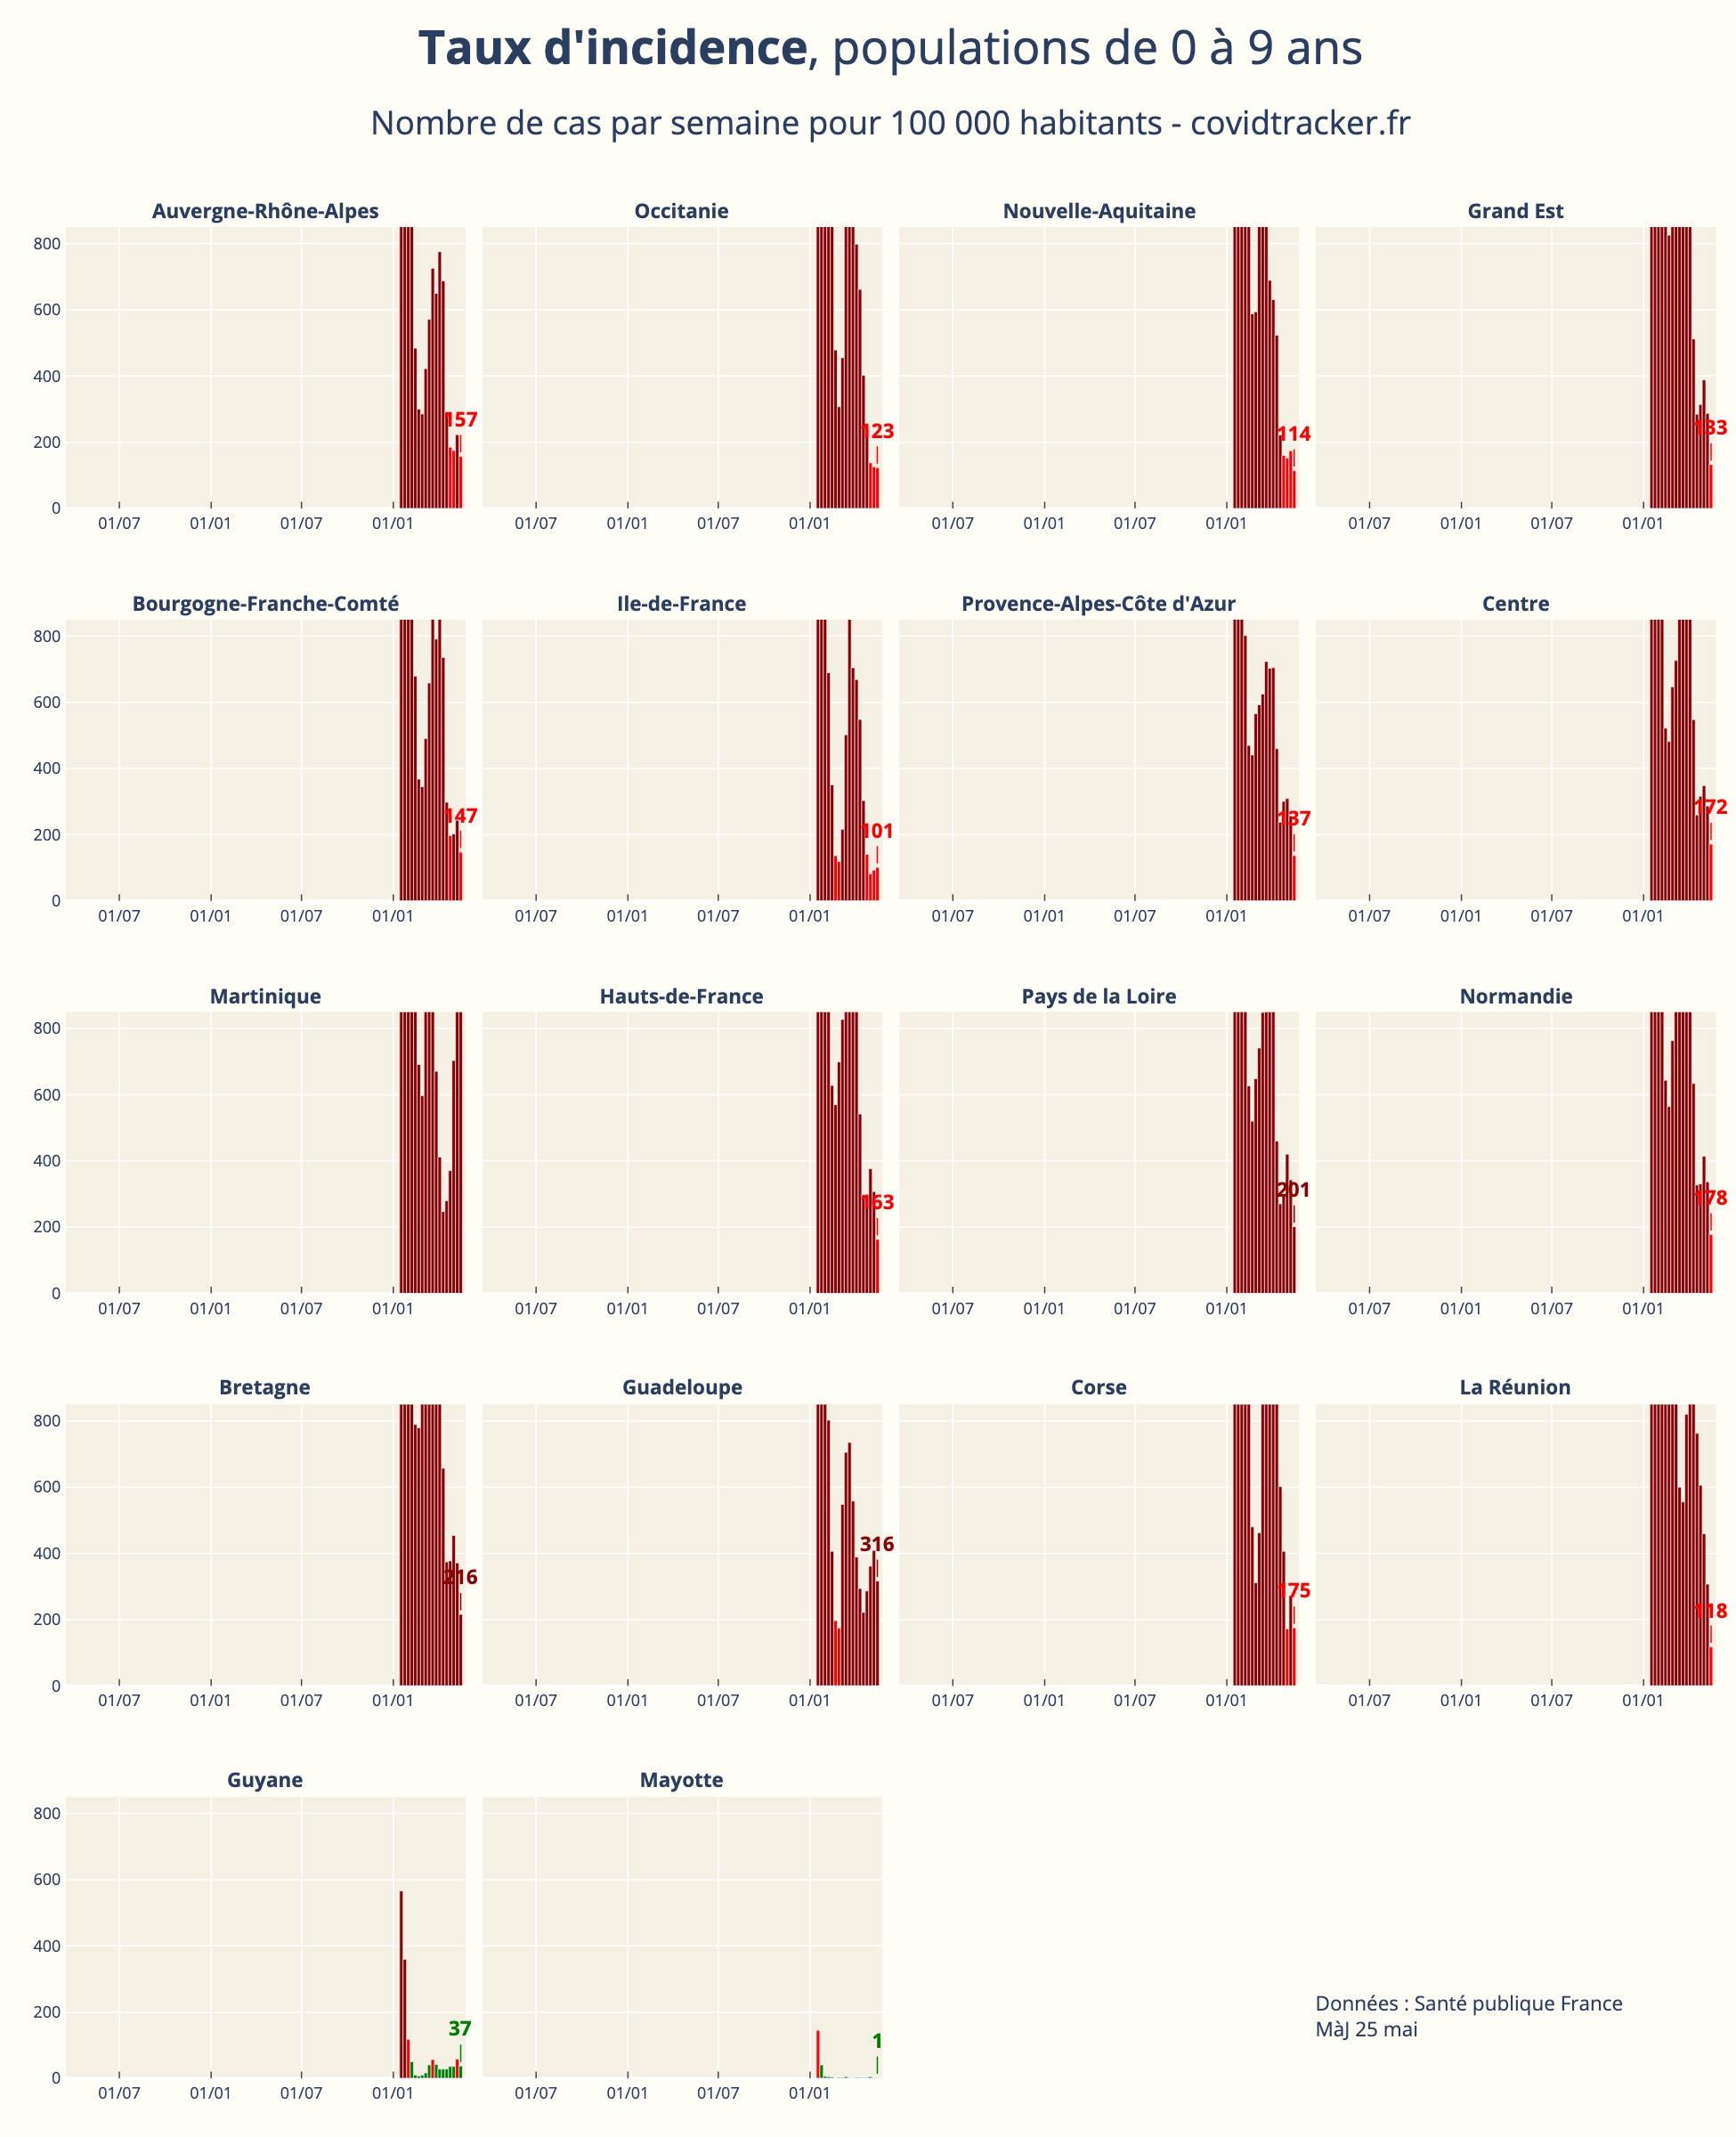 Taux d'incidence, populations de 0 à 9 ans
Nombre de cas par semaine pour 100 000 habitants - covidtracker.fr
Auvergne-Rhône-Alpes
Occitanie
Nouvelle-Aquitaine
Grand Est
800
600
400
200
0
157
123
114
133
01/07 01/01 01/07 01/01
01/07 01/01 01/07 01/01
01/07 01/01 01/07 01/01
01/07 01/01 01/07 01/01
Bourgogne-Franche-Comté
Ile-de-France
Provence-Alpes-Côte d'Azur
Centre
800
600
400
200
0
147
101
137
172
01/07 01/01 01/07 01/01
01/07 01/01 01/07 01/01
01/07 01/01 01/07 01/01
01/07 01/01 01/07 01/01
Martinique
Hauts-de-France
Pays de la Loire
Normandie
800
600
400
200
0
163
201
178
01/07 01/01 01/07 01/01
01/07 01/01 01/07 01/01
01/07 01/01 01/07 01/01
01/07 01/01 01/07 01/01
Bretagne
Guadeloupe
Corse
La Réunion
800
600
400
200
0
216
316
175
118
01/07 01/01 01/07 01/01
01/07 01/01 01/07 01/01
01/07 01/01 01/07 01/01
01/07 01/01 01/07 01/01
Guyane
Mayotte
800
600
400
200
0
37
1
01/07 01/01 01/07 01/01
01/07 01/01 01/07 01/01
Données : Santé publique France
MàJ 25 mai